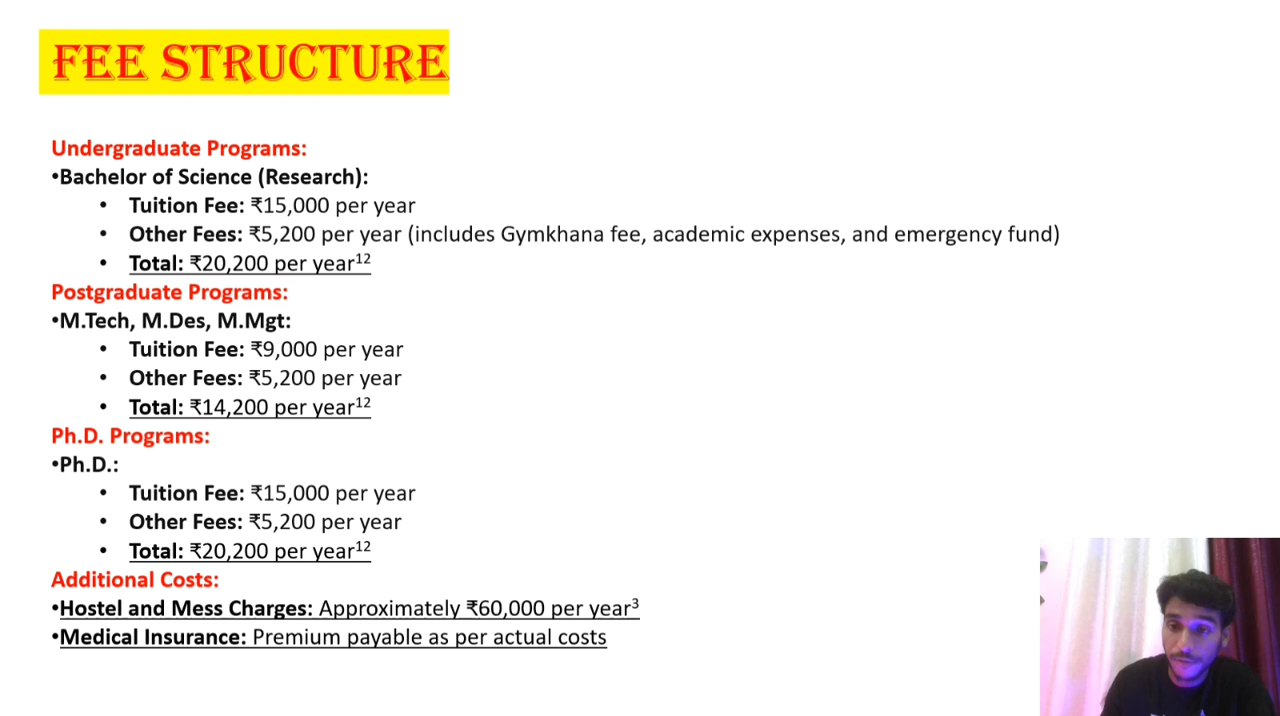 FEE STRUCTURE
Undergraduate Programs:
•Bachelor of Science (Research):
• Tuition Fee: ₹15,000 per year
• Other Fees: ₹5,200 per year (includes Gymkhana fee, academic expenses, and emergency fund)
• Total: ₹20,200 per year¹²
Postgraduate Programs:
•M.Tech, M.Des, M.Mgt:
• Tuition Fee: ₹9,000 per year
• Other Fees: ₹5,200 per year
• Total: ₹14,200 per year¹²
Ph.D. Programs:
•Ph.D.:
• Tuition Fee: ₹15,000 per year
• Other Fees: ₹5,200 per year
• Total: ₹20,200 per year¹²
Additional Costs:
•Hostel and Mess Charges: Approximately ₹60,000 per year³
•Medical Insurance: Premium payable as per actual costs